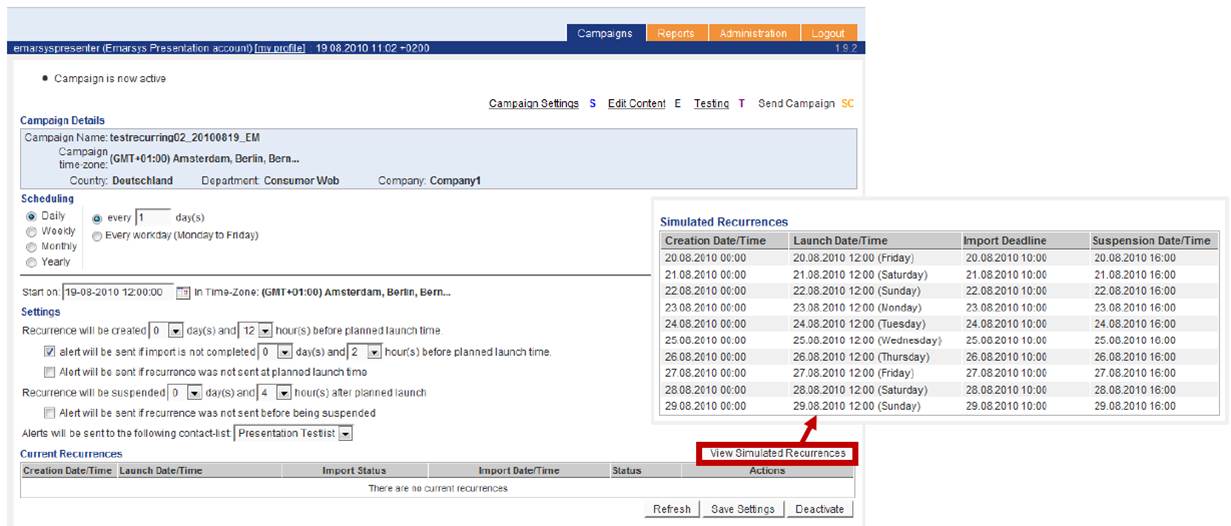 Campaigns Reports Administration Logout
emarsyspresenter (Emarsys Presentation account) [my profile] : 19.08.2010 11:02 +0200 1.9.2
Campaign is now active
Campaign Settings S Edit Content E Testing T Send Campaign SC
Campaign Details
Campaign Name: testrecurring02_20100819_EM
Campaign time-zone: (GMT+01:00) Amsterdam, Berlin, Bern...
Country: Deutschland Department: Consumer Web Company: Company1
Scheduling
Daily every 1 day(s)
Weekly Every workday (Monday to Friday)
Monthly
Yearly
Start on: 19-08-2010 12:00:00 In Time-Zone: (GMT+01:00) Amsterdam, Berlin, Bern...
Settings
Recurrence will be created 0 day(s) and 12 hour(s) before planned launch time.
alert will be sent if import is not completed 0 day(s) and 2 hour(s) before planned launch time.
Alert will be sent if recurrence was not sent at planned launch time
Recurrence will be suspended 0 day(s) and 4 hour(s) after planned launch
Alert will be sent if recurrence was not sent before being suspended
Alerts will be sent to the following contact-list: Presentation Testlist
Current Recurrences View Simulated Recurrences
Creation Date/Time Launch Date/Time Import Status Import Date/Time Status Actions
There are no current recurrences
Refresh Save Settings Deactivate
Simulated Recurrences
Creation Date/Time Launch Date/Time Import Deadline Suspension Date/Time
20.08.2010 00:00 20.08.2010 12:00 (Friday) 20.08.2010 10:00 20.08.2010 16:00
21.08.2010 00:00 21.08.2010 12:00 (Saturday) 21.08.2010 10:00 21.08.2010 16:00
22.08.2010 00:00 22.08.2010 12:00 (Sunday) 22.08.2010 10:00 22.08.2010 16:00
23.08.2010 00:00 23.08.2010 12:00 (Monday) 23.08.2010 10:00 23.08.2010 16:00
24.08.2010 00:00 24.08.2010 12:00 (Tuesday) 24.08.2010 10:00 24.08.2010 16:00
25.08.2010 00:00 25.08.2010 12:00 (Wednesday) 25.08.2010 10:00 25.08.2010 16:00
26.08.2010 00:00 26.08.2010 12:00 (Thursday) 26.08.2010 10:00 26.08.2010 16:00
27.08.2010 00:00 27.08.2010 12:00 (Friday) 27.08.2010 10:00 27.08.2010 16:00
28.08.2010 00:00 28.08.2010 12:00 (Saturday) 28.08.2010 10:00 28.08.2010 16:00
29.08.2010 00:00 29.08.2010 12:00 (Sunday) 29.08.2010 10:00 29.08.2010 16:00